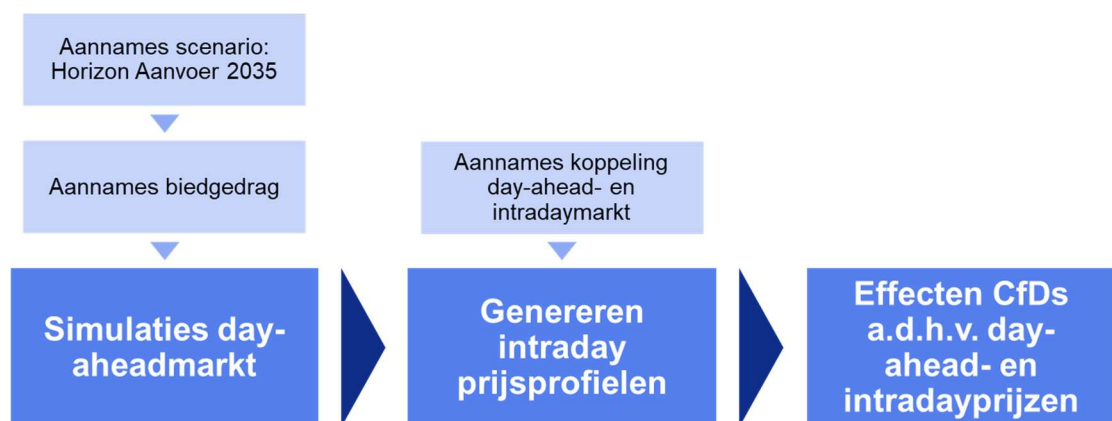 Aannames scenario:
Horizon Aanvoer 2035
Aannames biedgedrag
Aannames koppeling
day-ahead- en
intradaymarkt
Simulaties day-
aheadmarkt
Genereren
intraday
prijsprofielen
Effecten CfDs
a.d.h.v. day-
ahead- en
intradayprijzen